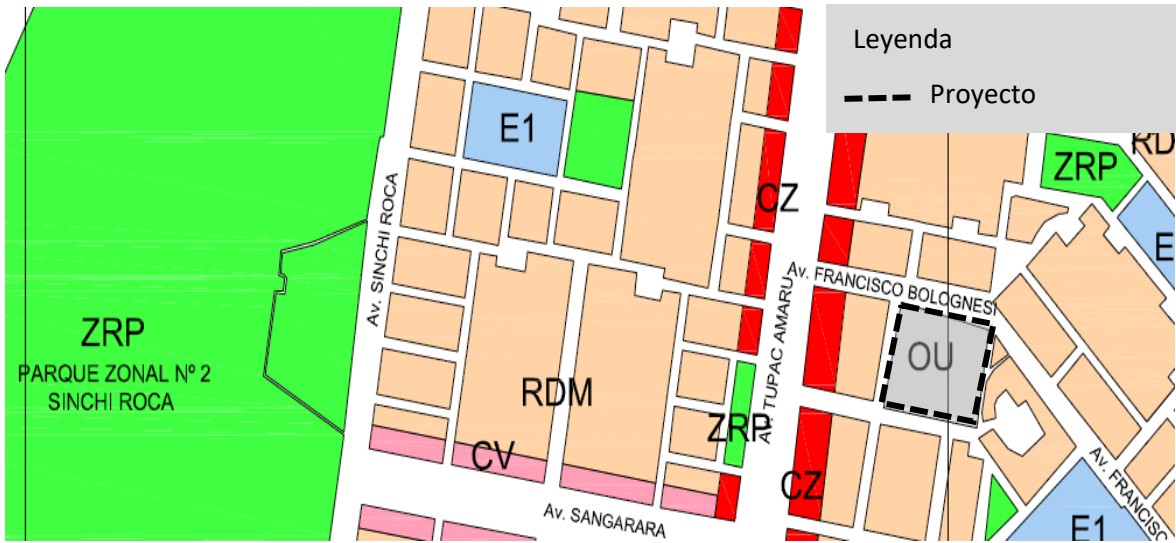 Leyenda
Proyecto
E1
RD
ZRP
Av. SINCHI ROCA
CZ
E
Av. FRANCISCO BOLOGNESI
Av. TUPAC AMARU
ZRP
PARQUE ZONAL Nº 2
SINCHI ROCA
OU
RDM
ZRP
CV
CZ
Av. FRANCISCO
Av. SANGARARA
E1